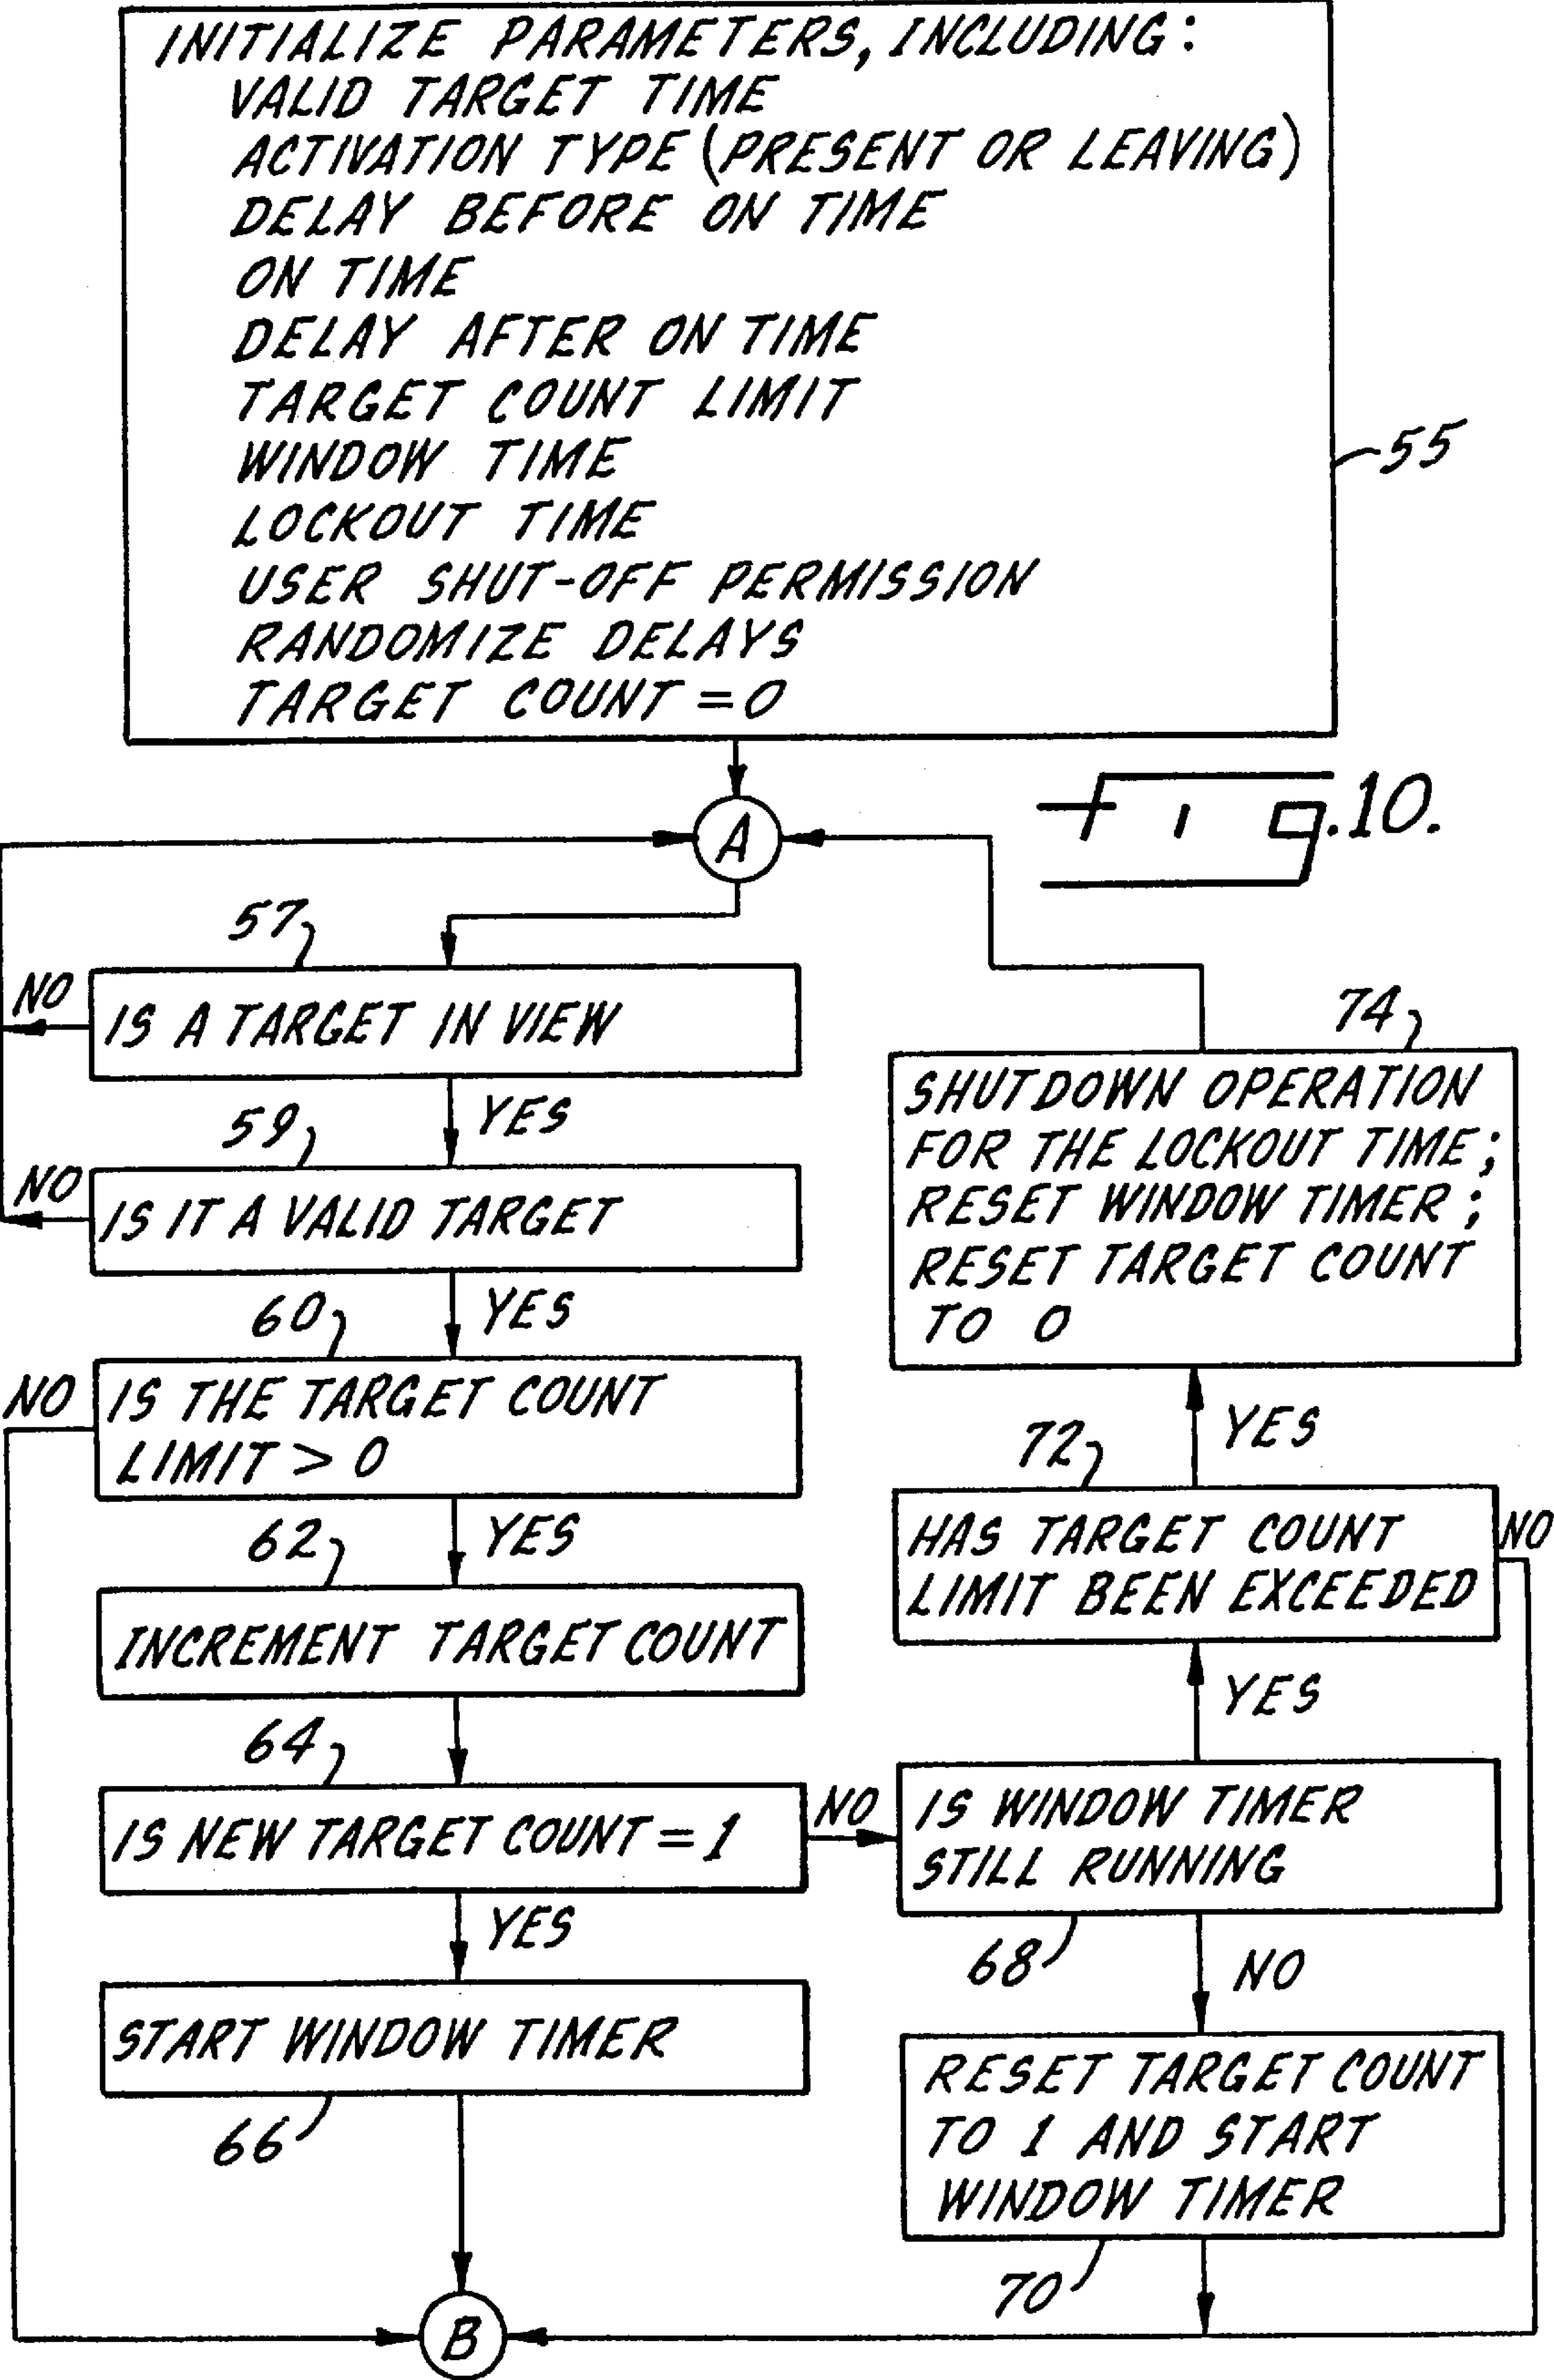 INITIALIZE PARAMETERS, INCLUDING:
VALID TARGET TIME
ACTIVATION TYPE (PRESENT OR LEAVING)
DELAY BEFORE ON TIME
ON TIME
DELAY AFTER ON TIME
TARGET COUNT LIMIT
WINDOW TIME
LOCKOUT TIME
USER SHUT-OFF PERMISSION
RANDOMIZE DELAYS
TARGET COUNT = 0
55
Fig. 10.
A
57
NO
IS A TARGET IN VIEW
YES
59
NO
IS IT A VALID TARGET
YES
60
NO
IS THE TARGET COUNT
LIMIT > 0
YES
62
INCREMENT TARGET COUNT
64
IS NEW TARGET COUNT = 1
NO
YES
START WINDOW TIMER
66
B
74
SHUTDOWN OPERATION
FOR THE LOCKOUT TIME;
RESET WINDOW TIMER;
RESET TARGET COUNT
TO 0
YES
72
HAS TARGET COUNT
LIMIT BEEN EXCEEDED
NO
YES
IS WINDOW TIMER
STILL RUNNING
68
NO
RESET TARGET COUNT
TO 1 AND START
WINDOW TIMER
70